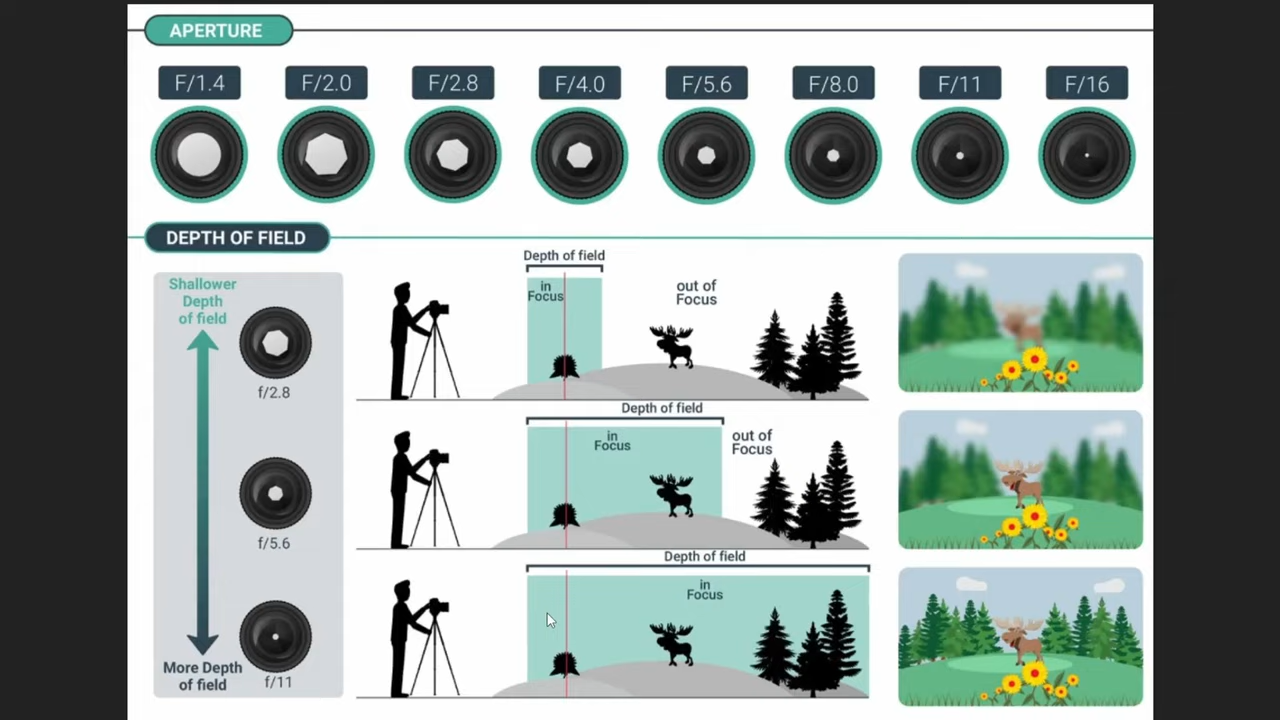 APERTURE
F/1.4
F/2.0
F/2.8
F/4.0
F/5.6
F/8.0
F/11
F/16
DEPTH OF FIELD
Shallower
Depth
of field
f/2.8
f/5.6
More Depth
of field
f/11
Depth of field
in
Focus
out of
Focus
Depth of field
in
Focus
out of
Focus
Depth of field
in
Focus